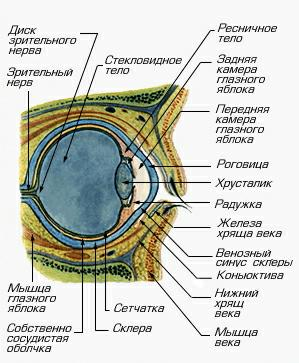 Диск
зрительного
нерва
Стекловидное
тело
Зрительный
нерв
Ресничное
тело
Задняя
камера
глазного
яблока
Передняя
камера
глазного
яблока
Роговица
Хрусталик
Радужка
Железа
хряща века
Венозный
синус склеры
Коньюктива
Нижний
хрящ
века
Мышца
века
Мышца
глазного
яблока
Собственно
сосудистая
оболчка
Склера
Сетчатка